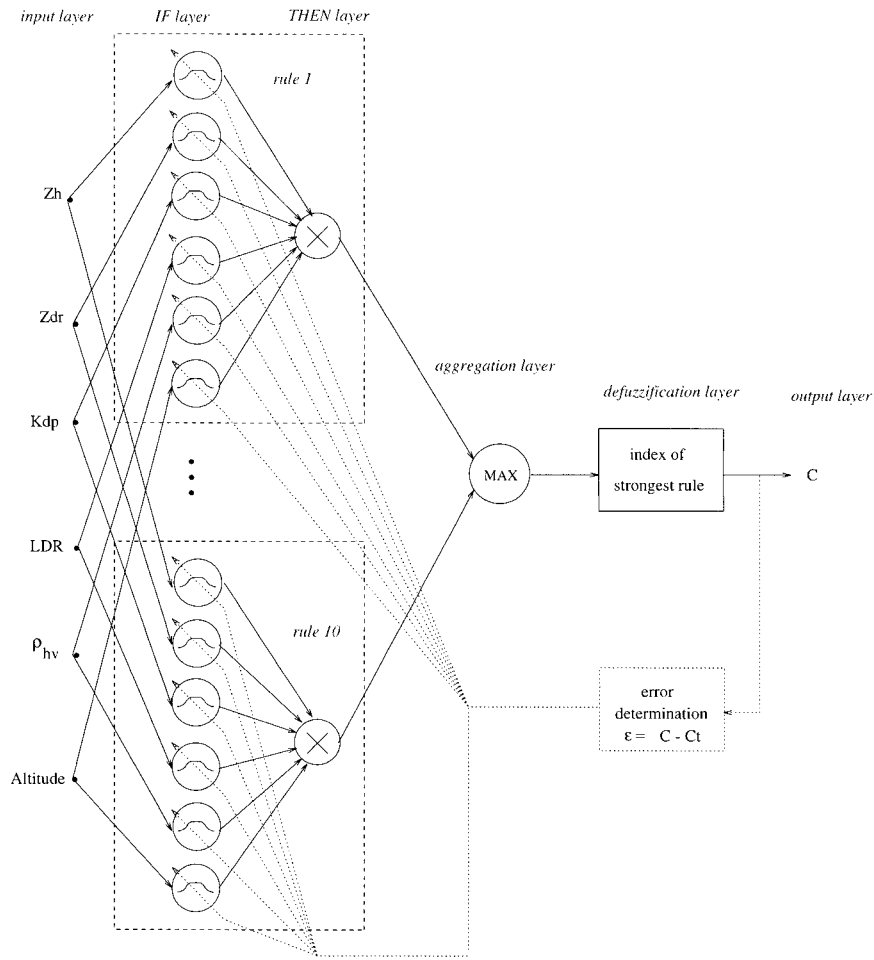 input layer
IF layer
THEN layer
rule 1
Zh
Zdr
Kdp
LDR
ρhv
Altitude
aggregation layer
defuzzification layer
output layer
MAX
index of
strongest rule
C
rule 10
error
determination
ε = C - Ct